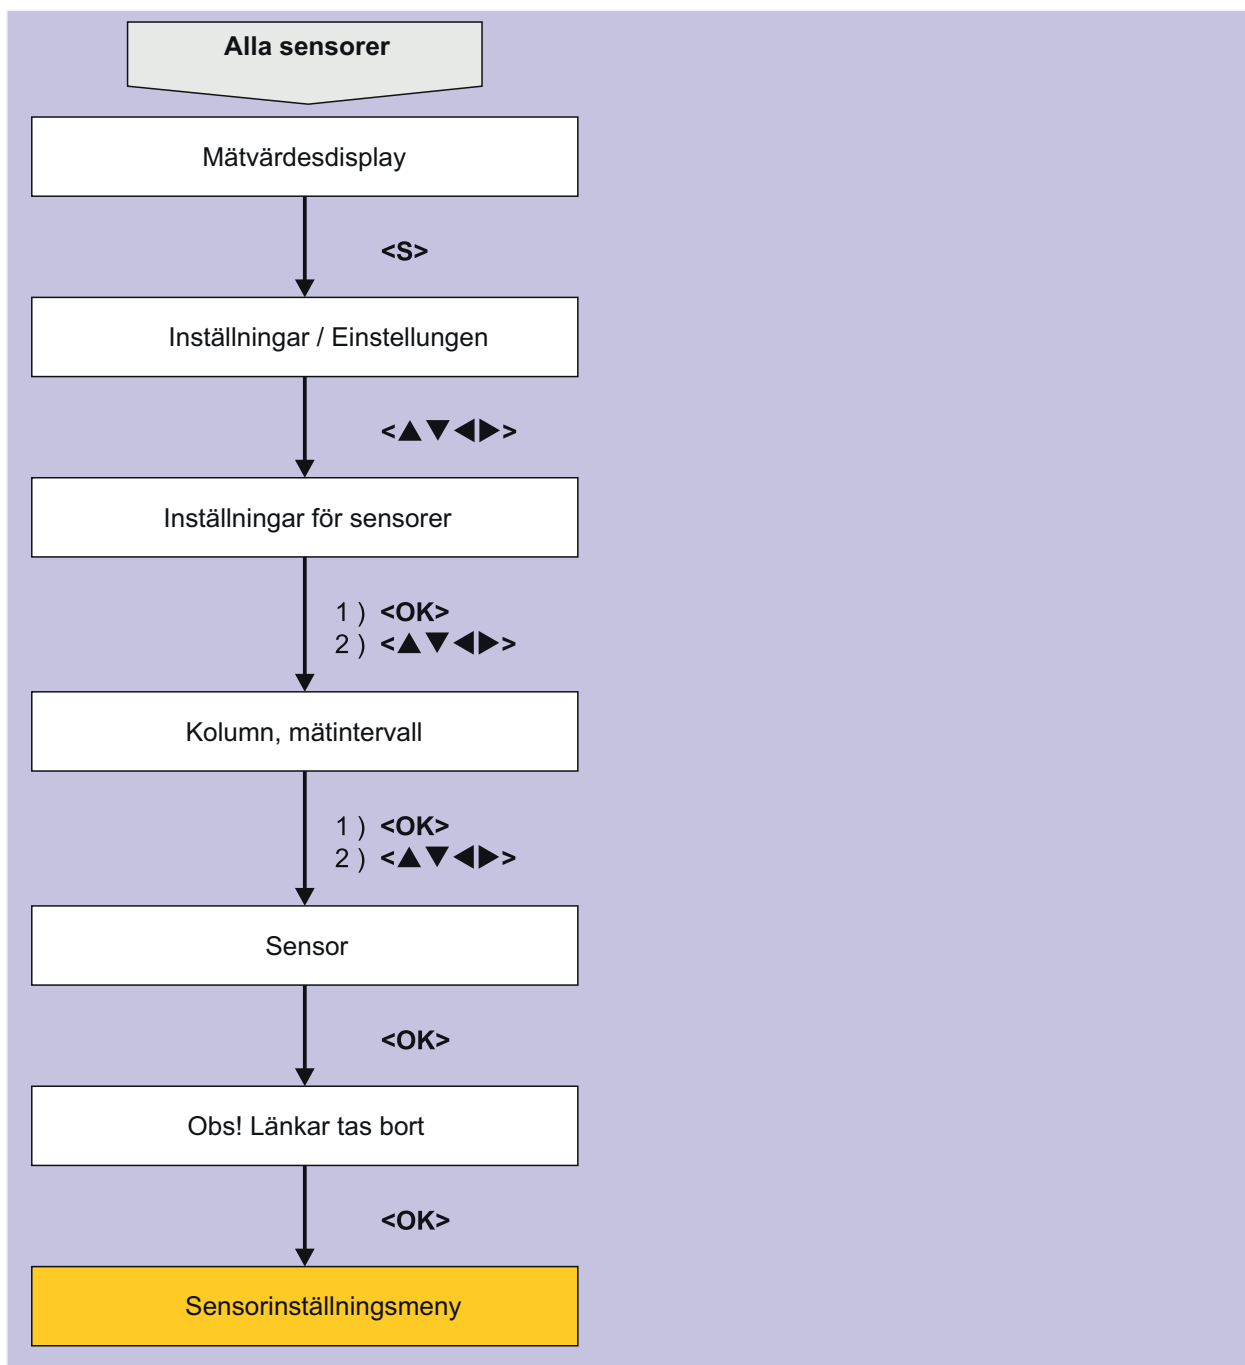 Alla sensorer
Mätvärdesdisplay
<S>
Inställningar / Einstellungen
<▲▼◀▶>
Inställningar för sensorer
1 ) <OK>
2 ) <▲▼◀▶>
Kolumn, mätintervall
1 ) <OK>
2 ) <▲▼◀▶>
Sensor
<OK>
Obs! Länkar tas bort
<OK>
Sensorinställningsmeny